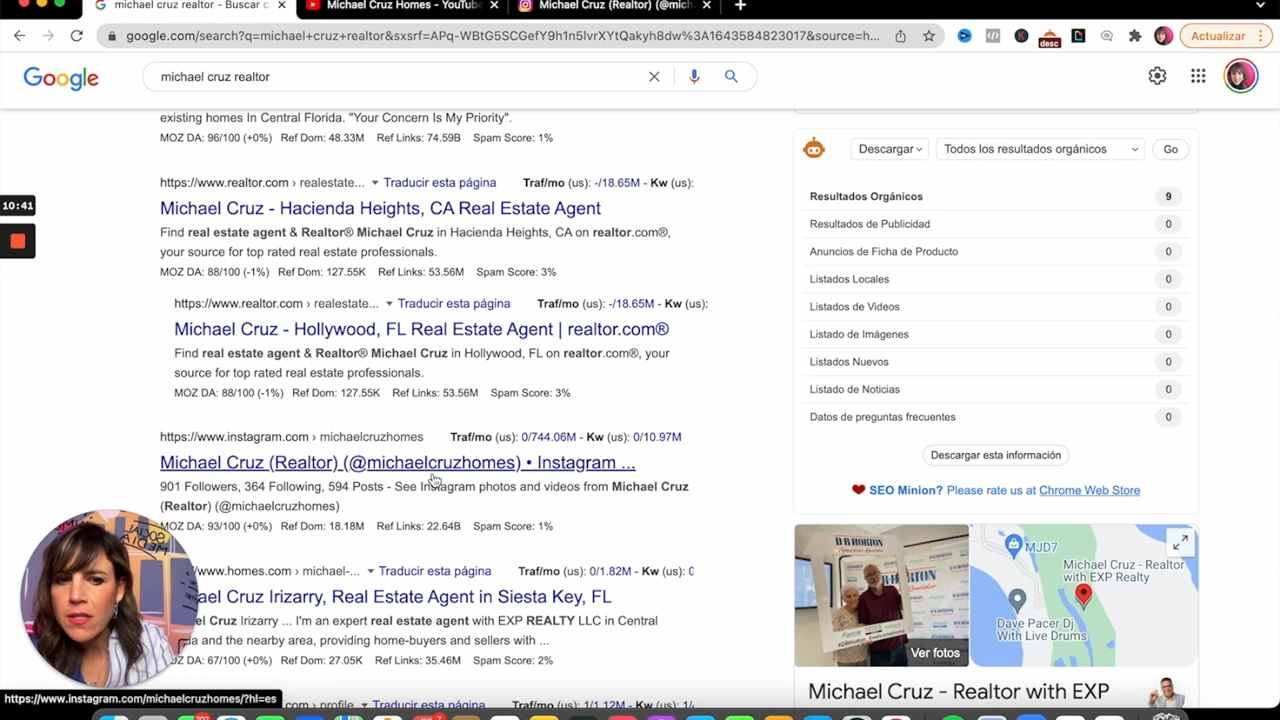 michael cruz realtor - Buscar c
Michael Cruz Homes - YouTube
Michael Cruz (Realtor) (@mich
google.com/search?q=michael+cruz+realtor&sxsrf=APq-WBtG5SCGefY9h1n5lvrXYtQakyh8dw%3A1643584823017&source=h...
desc
Actualizar
Google
michael cruz realtor
existing homes In Central Florida. "Your Concern Is My Priority".
MOZ DA: 96/100 (+0%) Ref Dom: 48.33M Ref Links: 74.59B Spam Score: 1%
https://www.realtor.com › realestate... Traducir esta página Traf/mo (us): -/18.65M - Kw (us):
Michael Cruz - Hacienda Heights, CA Real Estate Agent
Find real estate agent & Realtor® Michael Cruz in Hacienda Heights, CA on realtor.com®,
your source for top rated real estate professionals.
MOZ DA: 88/100 (-1%) Ref Dom: 127.55K Ref Links: 53.56M Spam Score: 3%
https://www.realtor.com › realestate... Traducir esta página Traf/mo (us): -/18.65M - Kw (us):
Michael Cruz - Hollywood, FL Real Estate Agent | realtor.com®
Find real estate agent & Realtor® Michael Cruz in Hollywood, FL on realtor.com®, your
source for top rated real estate professionals.
MOZ DA: 88/100 (-1%) Ref Dom: 127.55K Ref Links: 53.56M Spam Score: 3%
https://www.instagram.com › michaelcruzhomes Traf/mo (us): 0/744.06M - Kw (us): 0/10.97M
Michael Cruz (Realtor) (@michaelcruzhomes) • Instagram ...
901 Followers, 364 Following, 594 Posts - See Instagram photos and videos from Michael Cruz
(Realtor) (@michaelcruzhomes)
MOZ DA: 93/100 (+0%) Ref Dom: 18.18M Ref Links: 22.64B Spam Score: 1%
.homes.com › michael-... Traducir esta página Traf/mo (us): 0/1.82M - Kw (us): 0
Cruz Irizarry, Real Estate Agent in Siesta Key, FL
Cruz Irizarry ... I'm an expert real estate agent with EXP REALTY LLC in Central
and the nearby area, providing home-buyers and sellers with ...
67/100 (+0%) Ref Dom: 27.05K Ref Links: 35.46M Spam Score: 2%
.com › profile Traducir esta página Traf/mo (us): 1/1.12M - Kw (us): 1/
10:41
SOCIAL
MEDIA
https://www.instagram.com/michaelcruzhomes/?hl=es
Descargar
Todos los resultados orgánicos
Go
Resultados Orgánicos 9
Resultados de Publicidad 0
Anuncios de Ficha de Producto 0
Listados Locales 0
Listados de Videos 0
Listado de Imágenes 0
Listados Nuevos 0
Listado de Noticias 0
Datos de preguntas frecuentes 0
Descargar esta información
SEO Minion? Please rate us at Chrome Web Store
D·R·HORTON
Ver fotos
MJD7
Michael Cruz - Realtor
with EXP Realty
Dave Pacer Dj
With Live Drums
Michael Cruz - Realtor with EXP